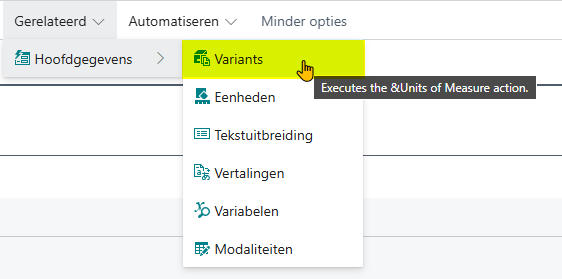 Gerelateerd Automatiseren Minder opties
Hoofdgegevens Variants
Executes the &Units of Measure action.
Eenheden
Tekstuitbreiding
Vertalingen
Variabelen
Modaliteiten